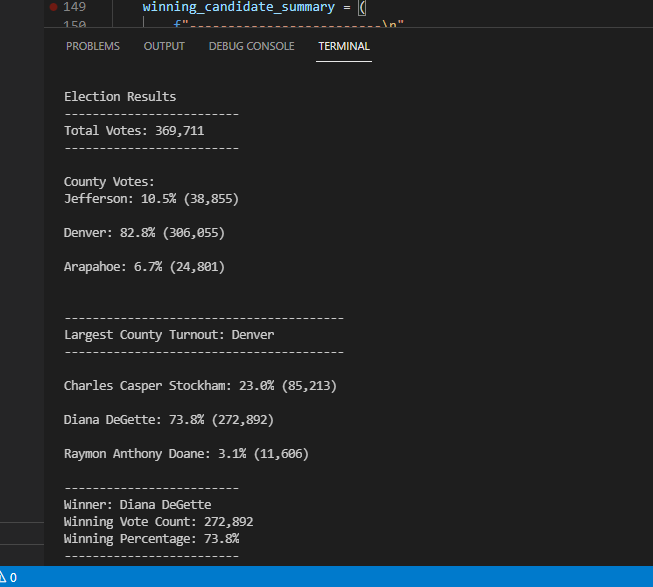 149 winning_candidate_summary = (
150 f"-------------------------\n"
PROBLEMS OUTPUT DEBUG CONSOLE TERMINAL
Election Results
-------------------------
Total Votes: 369,711
-------------------------
County Votes:
Jefferson: 10.5% (38,855)
Denver: 82.8% (306,055)
Arapahoe: 6.7% (24,801)
----------------------------------------
Largest County Turnout: Denver
----------------------------------------
Charles Casper Stockham: 23.0% (85,213)
Diana DeGette: 73.8% (272,892)
Raymon Anthony Doane: 3.1% (11,606)
-------------------------
Winner: Diana DeGette
Winning Vote Count: 272,892
Winning Percentage: 73.8%
-------------------------
0